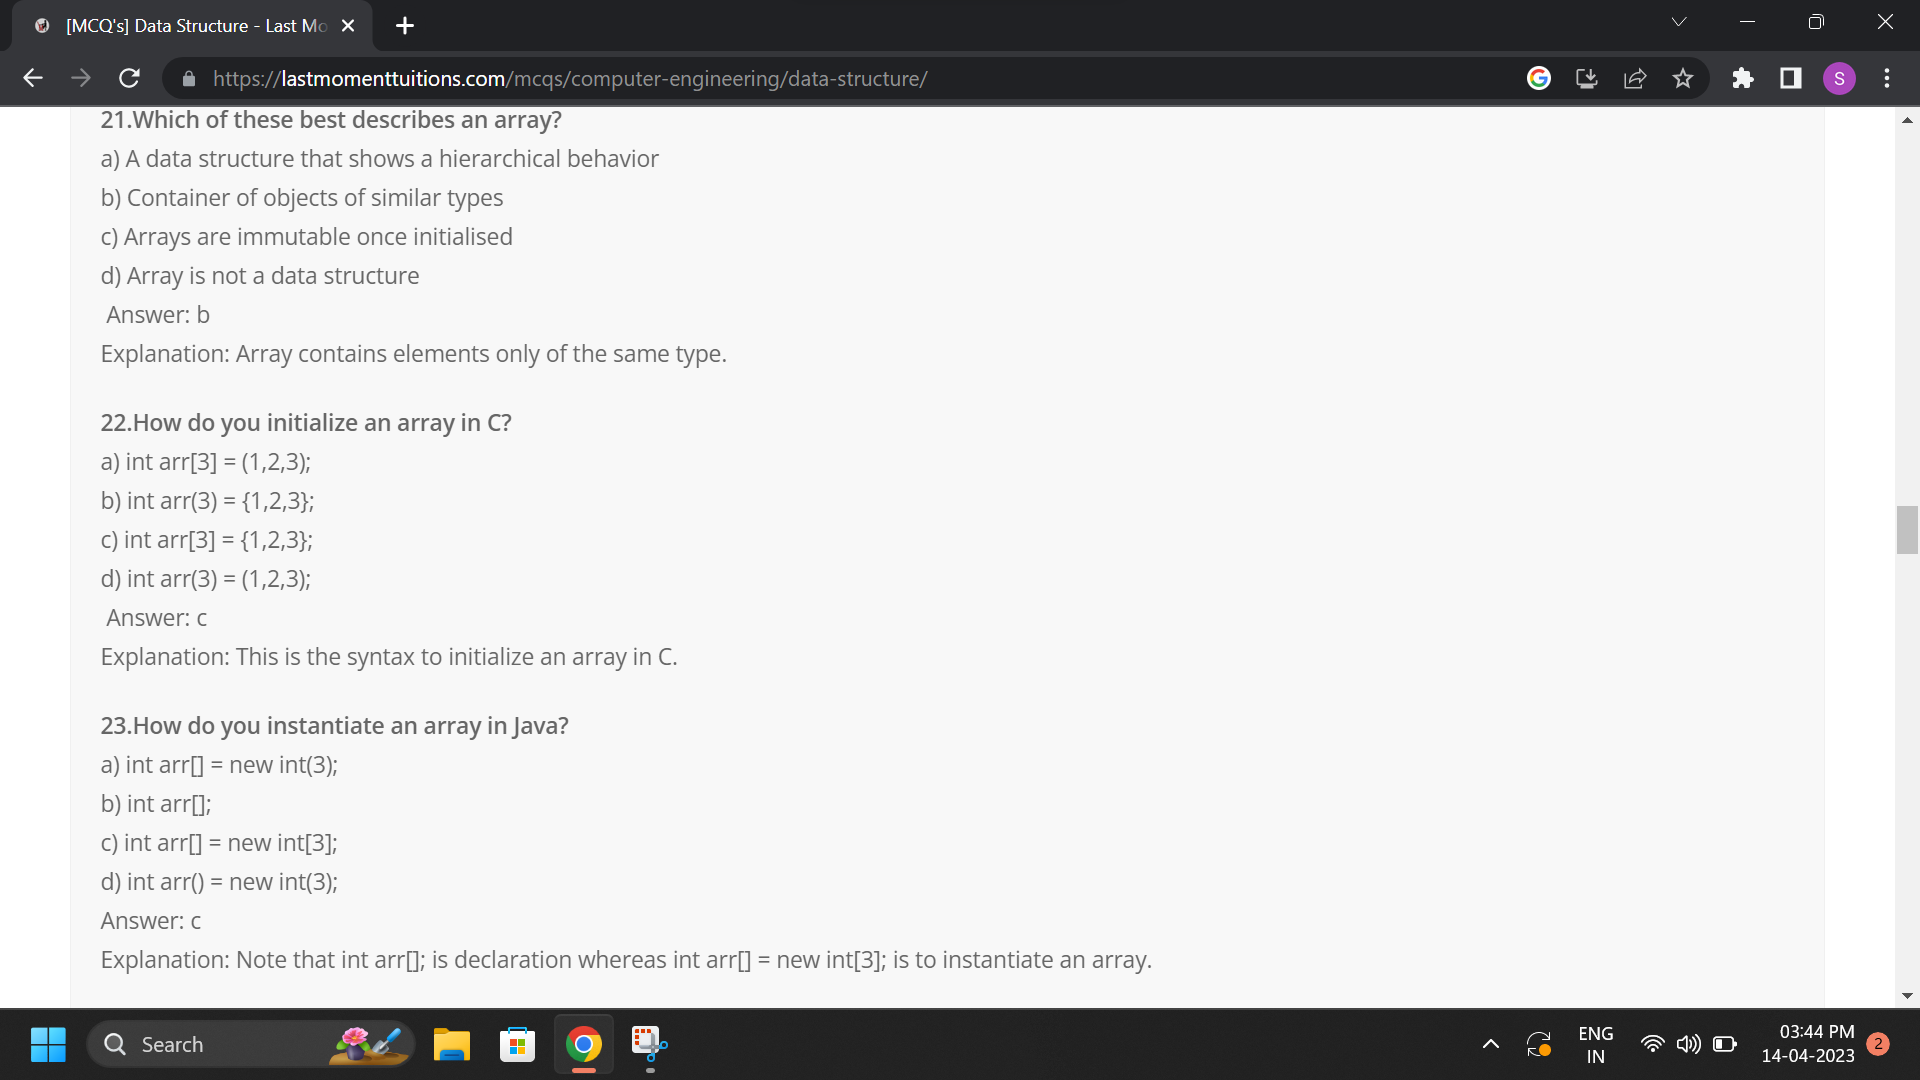 [MCQ's] Data Structure - Last Mo
https://lastmomenttuitions.com/mcqs/computer-engineering/data-structure/
S
21.Which of these best describes an array?
a) A data structure that shows a hierarchical behavior
b) Container of objects of similar types
c) Arrays are immutable once initialised
d) Array is not a data structure
Answer: b
Explanation: Array contains elements only of the same type.
22.How do you initialize an array in C?
a) int arr[3] = (1,2,3);
b) int arr(3) = {1,2,3};
c) int arr[3] = {1,2,3};
d) int arr(3) = (1,2,3);
Answer: c
Explanation: This is the syntax to initialize an array in C.
23.How do you instantiate an array in Java?
a) int arr[] = new int(3);
b) int arr[];
c) int arr[] = new int[3];
d) int arr() = new int(3);
Answer: c
Explanation: Note that int arr[]; is declaration whereas int arr[] = new int[3]; is to instantiate an array.
Search
ENG
IN
03:44 PM
14-04-2023
2